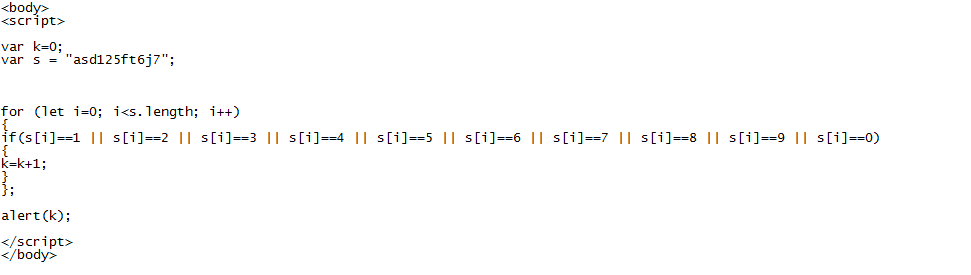 <body>
<script>
var k=0;
var s = "asd125ft6j7";
for (let i=0; i<s.length; i++)
{
if(s[i]==1 || s[i]==2 || s[i]==3 || s[i]==4 || s[i]==5 || s[i]==6 || s[i]==7 || s[i]==8 || s[i]==9 || s[i]==0)
{
k=k+1;
}
};
alert(k);
</script>
</body>